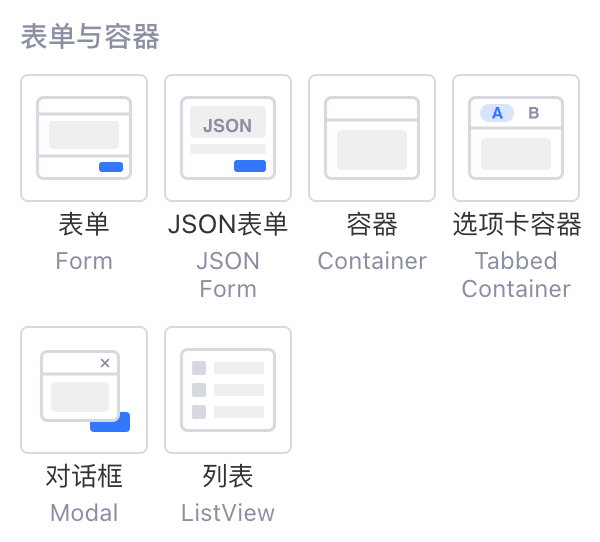 表单与容器
JSON
A B
表单 JSON表单 容器 选项卡容器
Form JSON Container Tabbed
Form Container
×
对话框 列表
Modal ListView